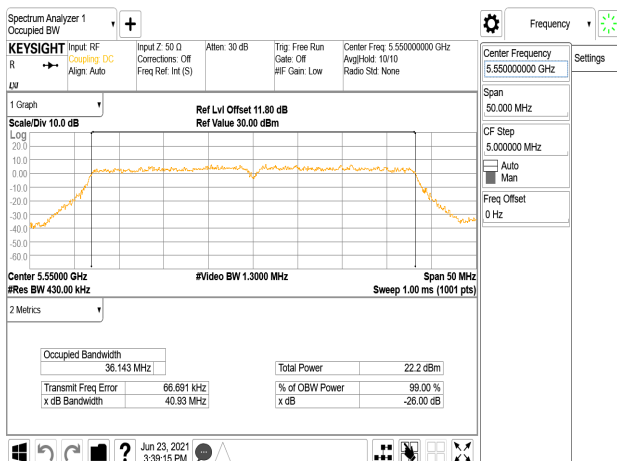 Spectrum Analyzer 1
Occupied BW
Frequency
KEYSIGHT
R
Input: RF
Coupling: DC
Align: Auto
Input Z: 50 Ω
Corrections: Off
Freq Ref: Int (S)
Atten: 30 dB
Trig: Free Run
Gate: Off
#IF Gain: Low
Center Freq: 5.550000000 GHz
Avg|Hold: 10/10
Radio Std: None
Center Frequency
5.550000000 GHz
Settings
Span
50.000 MHz
CF Step
5.000000 MHz
Auto
Man
Freq Offset
0 Hz
1 Graph
Scale/Div 10.0 dB
Ref Lvl Offset 11.80 dB
Ref Value 30.00 dBm
Log
20.0
10.0
0.00
-10.0
-20.0
-30.0
-40.0
-50.0
-60.0
Center 5.55000 GHz
#Res BW 430.00 kHz
#Video BW 1.3000 MHz
Span 50 MHz
Sweep 1.00 ms (1001 pts)
2 Metrics
Occupied Bandwidth
36.143 MHz
Total Power 22.2 dBm
Transmit Freq Error 66.691 kHz
% of OBW Power 99.00 %
x dB Bandwidth 40.93 MHz
x dB -26.00 dB
?
Jun 23, 2021
3:39:15 PM